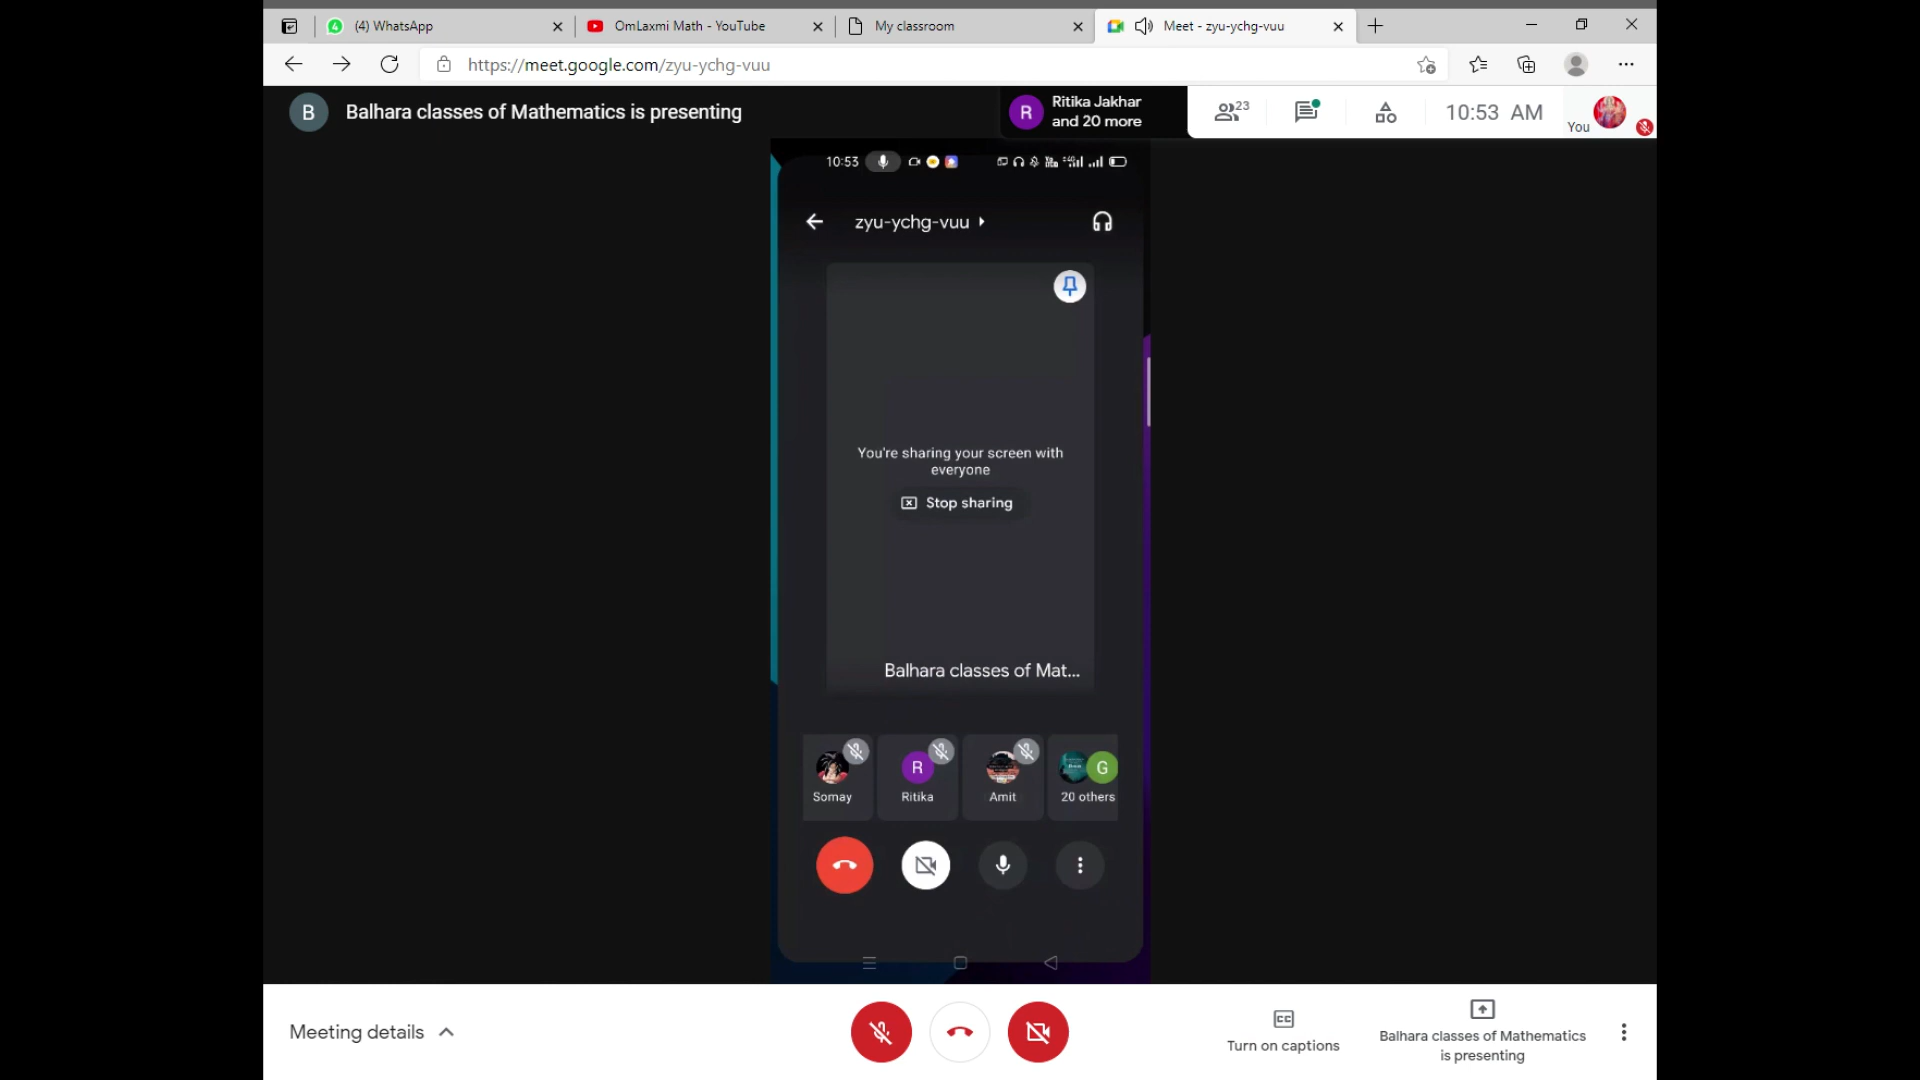 (4) WhatsApp
OmLaxmi Math - YouTube
My classroom
Meet - zyu-ychg-vuu
https://meet.google.com/zyu-ychg-vuu
B
Balhara classes of Mathematics is presenting
R
Ritika Jakhar
and 20 more
23
10:53 AM
You
10:53
zyu-ychg-vuu
You're sharing your screen with
everyone
Stop sharing
Balhara classes of Mat...
R
G
Somay
Ritika
Amit
20 others
Meeting details
CC
Turn on captions
Balhara classes of Mathematics
is presenting